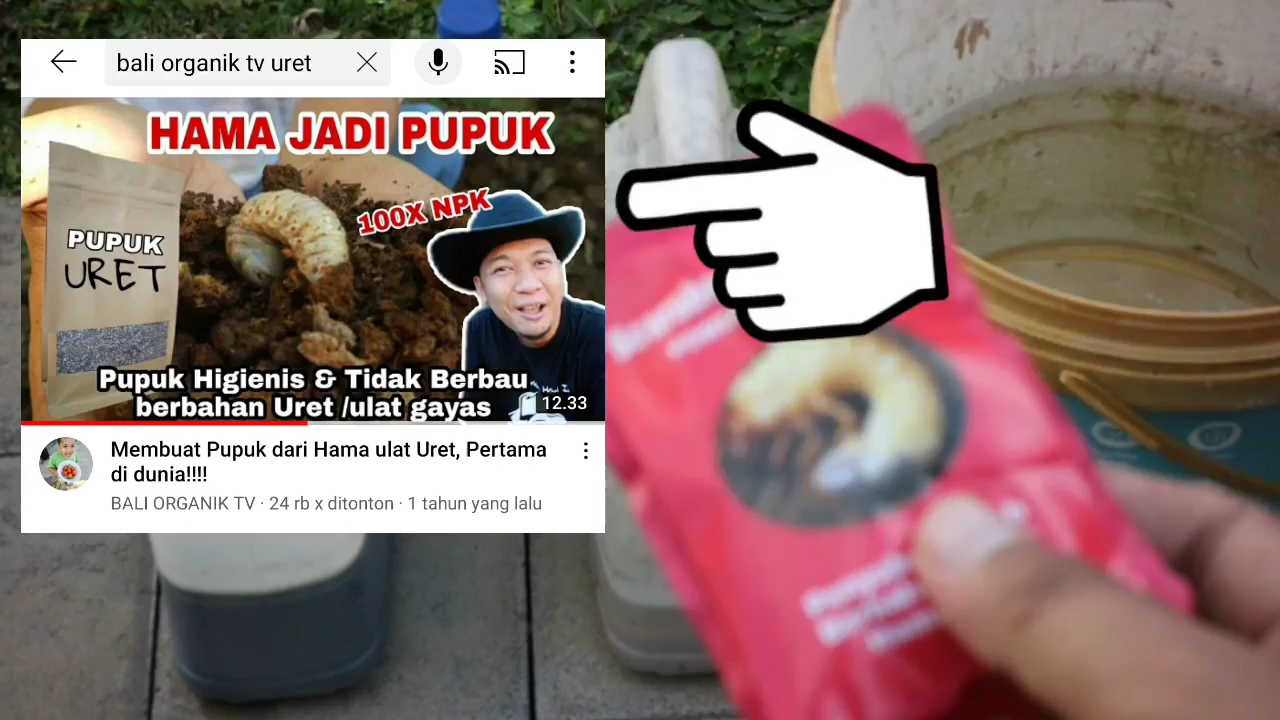 bali organik tv uret
HAMA JADI PUPUK
100X NPK
PUPUK
URET
Pupuk Higienis & Tidak Berbau
berbahan Uret /ulat gayas
12.33
Membuat Pupuk dari Hama ulat Uret, Pertama
di dunia!!!!
BALI ORGANIK TV · 24 rb x ditonton · 1 tahun yang lalu